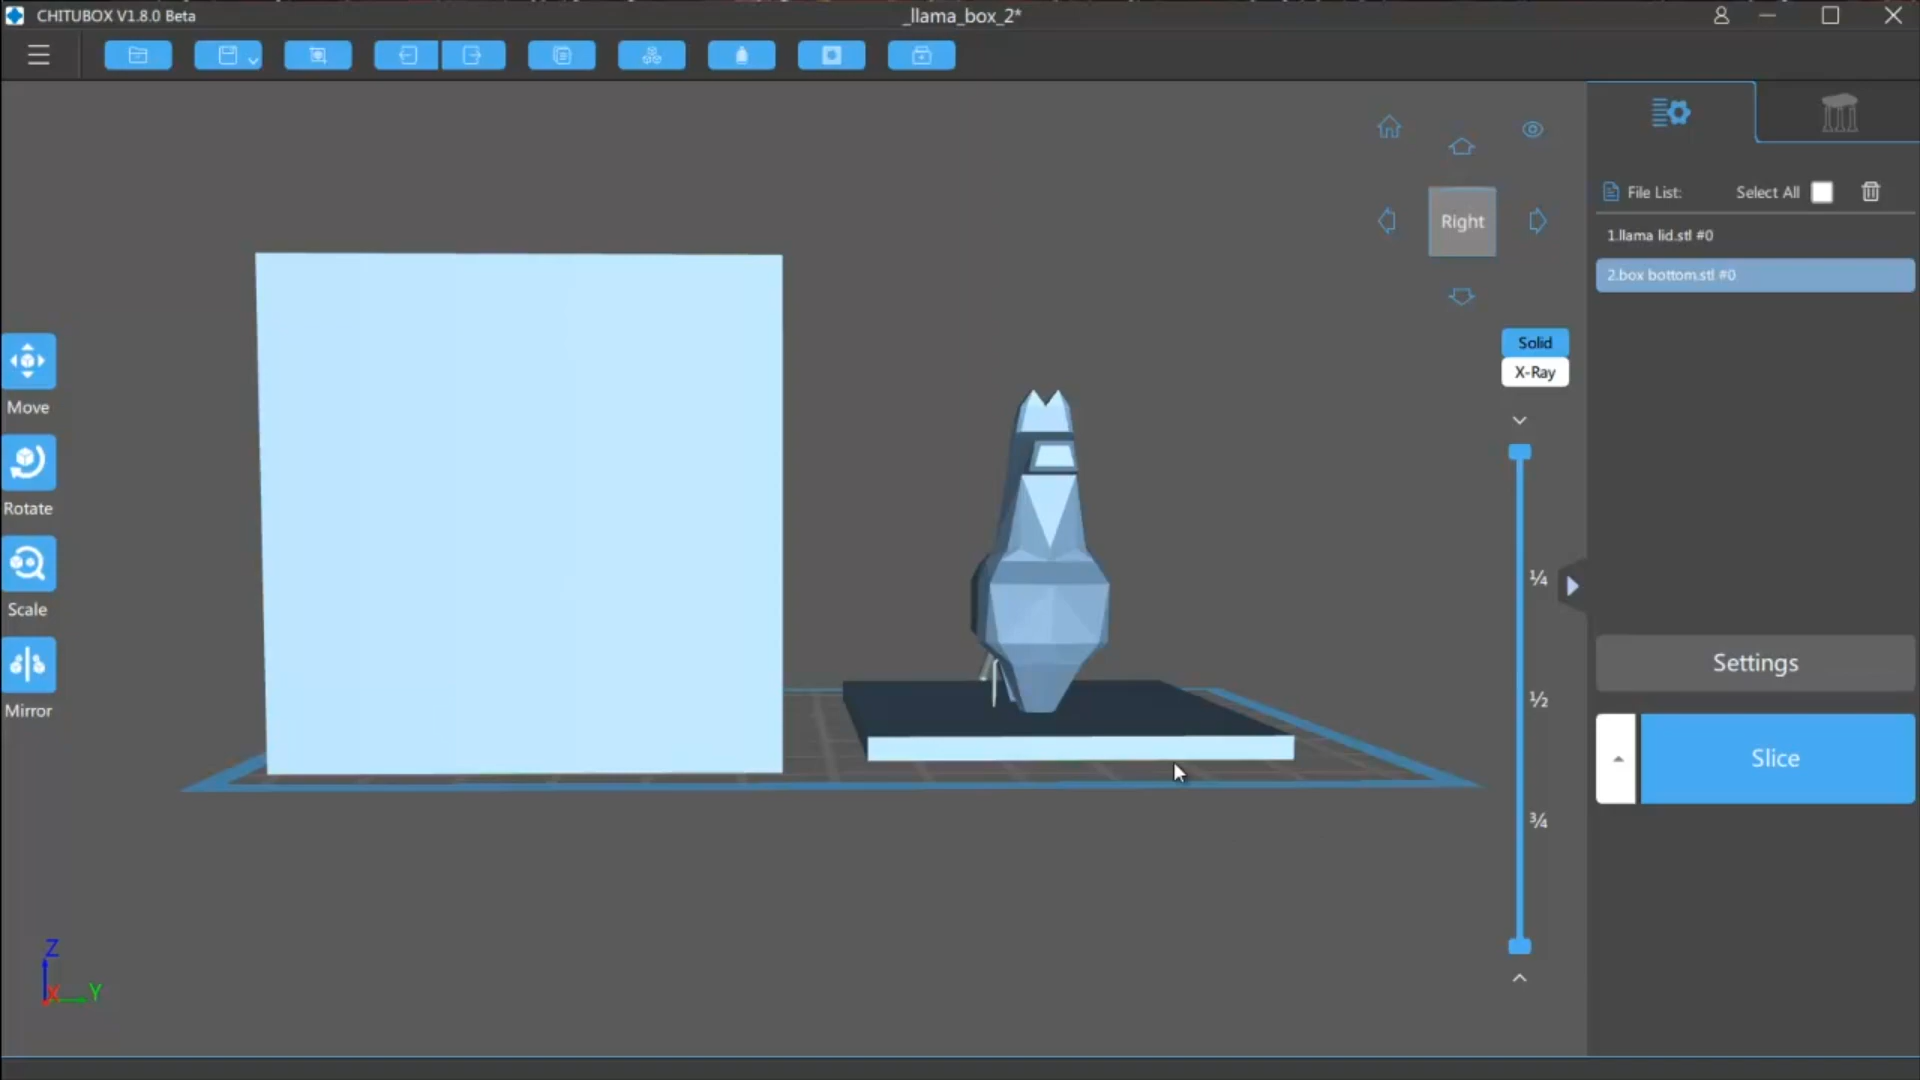 CHITUBOX V1.8.0 Beta
_llama_box_2*
Right
File List:
Select All
1.llama lid.stl #0
2.box bottom.stl #0
Solid
X-Ray
Move
Rotate
Scale
Mirror
¼
½
¾
Settings
Slice
Z
X
Y